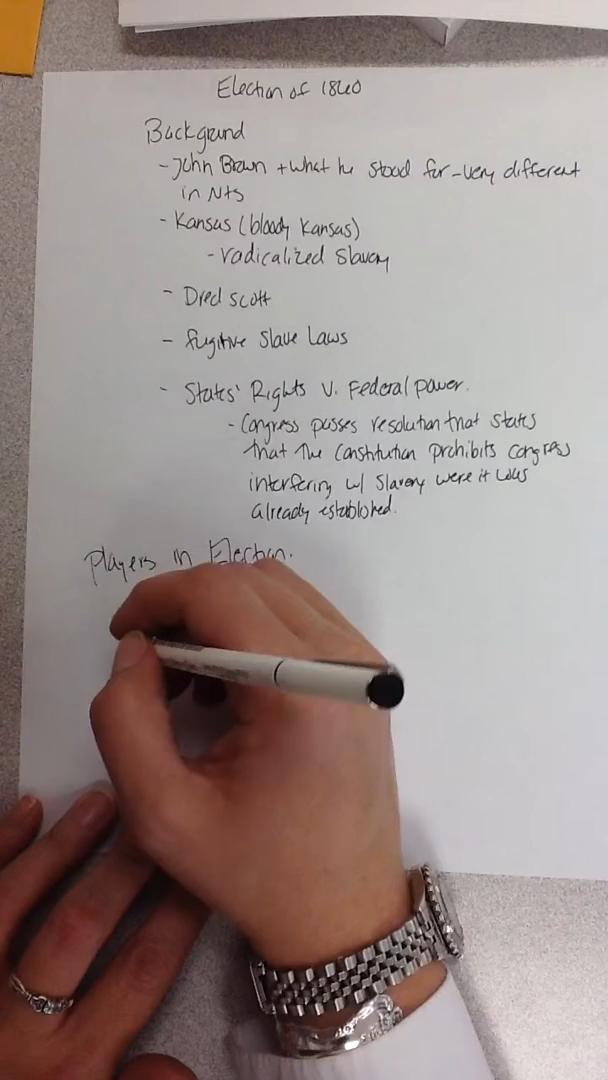 Election of 1860
Background
- John Brown + what he stood for - very different
in Nts
- Kansas (bloody Kansas)
- radicalized slavery
- Dred Scott
- fugitive slave Laws
- States' Rights v. Federal power.
- Congress passes resolution that states
that the Constitution prohibits congress
interfering w/ slavery were it was
already established.
Players in Election.